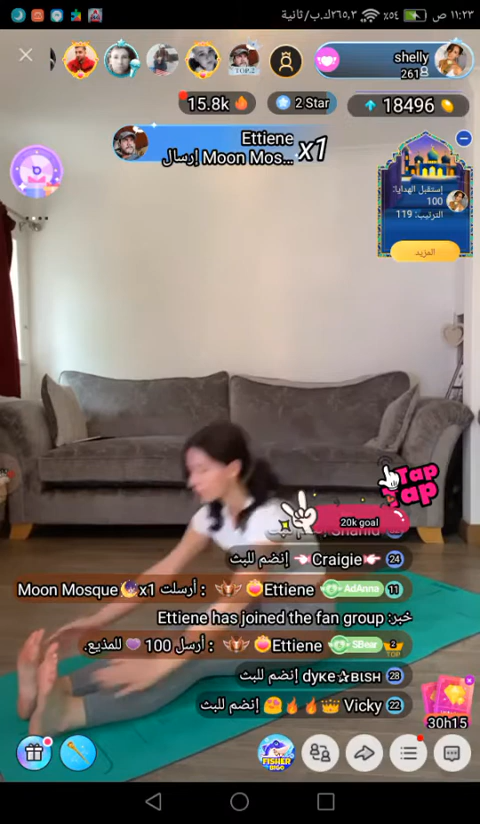 ١١:٢٣ ص
٥٤٪
٢٦٥,٣ك.ب/ثانية
shelly
261
TOP.2
15.8k
2 Star
18496
Ettiene
إرسال Moon Mos... x1
إستقبل الهدايا:
100
الترتيب: 119
المزيد
Tap
Tap
20k goal
24 Craigie إنضم للبث
11 AdAnna Ettiene : أرسلت Moon Mosque x1
خبر: Ettiene has joined the fan group
2 TOP SBear Ettiene : أرسل 100 للمذيع.
28 dyke✰ʙɪsʜ إنضم للبث
22 Vicky إنضم للبث
30h15
FISHER
BIGO